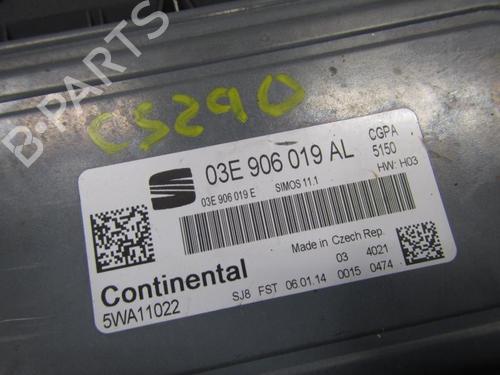 B-PARTS
CS290
03E 906 019 AL
CGPA
5150
03E 906 019 E
SIMOS 11.1
HW: H03
Made in Czech Rep.
Continental
03 4021
5WA11022
SJ8 FST 06.01.14 0015 0474